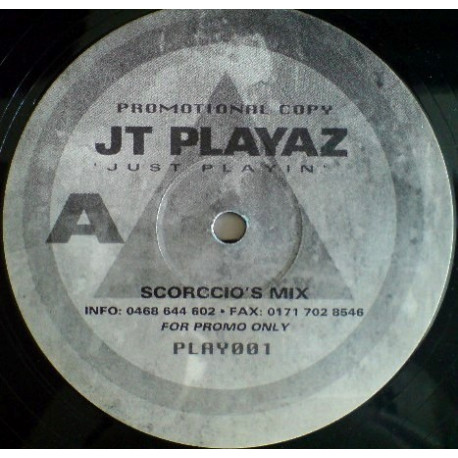 PROMOTIONAL COPY
JT PLAYAZ
'JUST PLAYIN'
A
SCORCCIO'S MIX
INFO: 0468 644 602 • FAX: 0171 702 8546
FOR PROMO ONLY
PLAY001